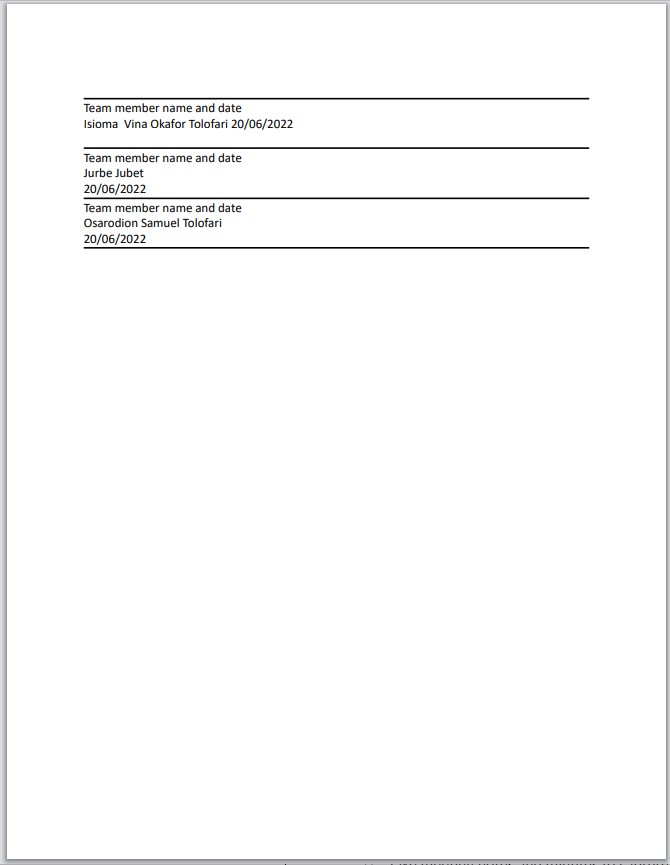 Team member name and date
Isioma  Vina Okafor Tolofari 20/06/2022
Team member name and date
Jurbe Jubet
20/06/2022
Team member name and date
Osarodion Samuel Tolofari
20/06/2022